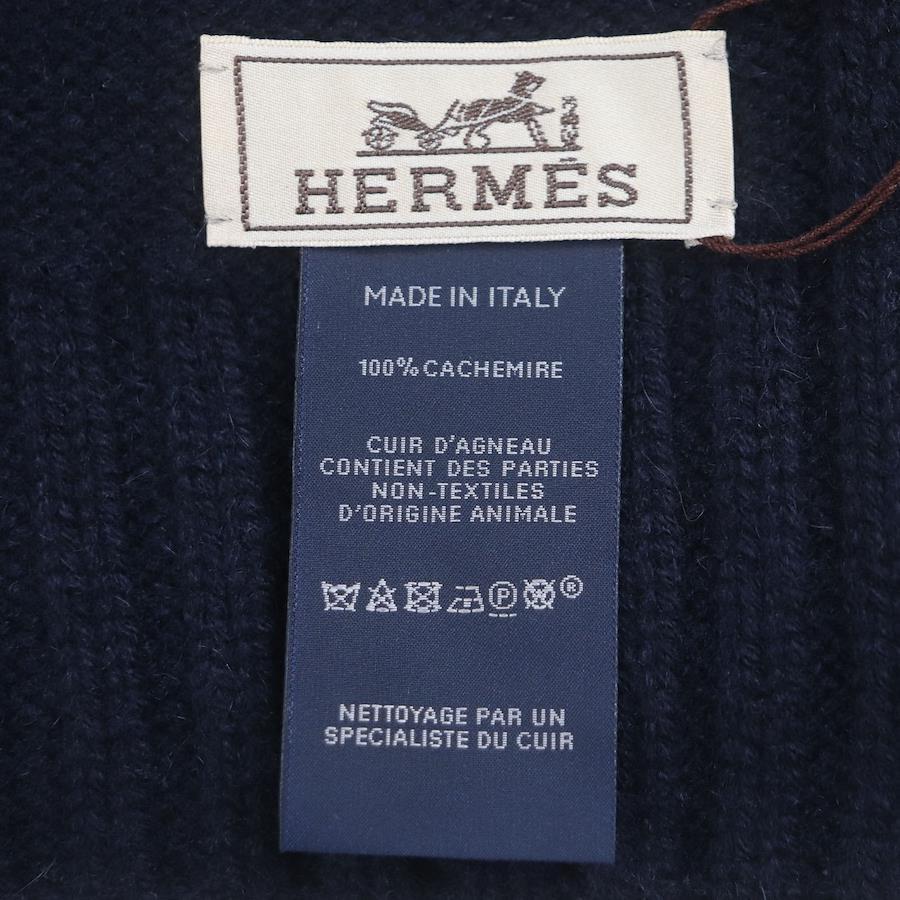 HERMÈS
MADE IN ITALY
100% CACHEMIRE
CUIR D'AGNEAU
CONTIENT DES PARTIES
NON-TEXTILES
D'ORIGINE ANIMALE
P W ®
NETTOYAGE PAR UN
SPECIALISTE DU CUIR